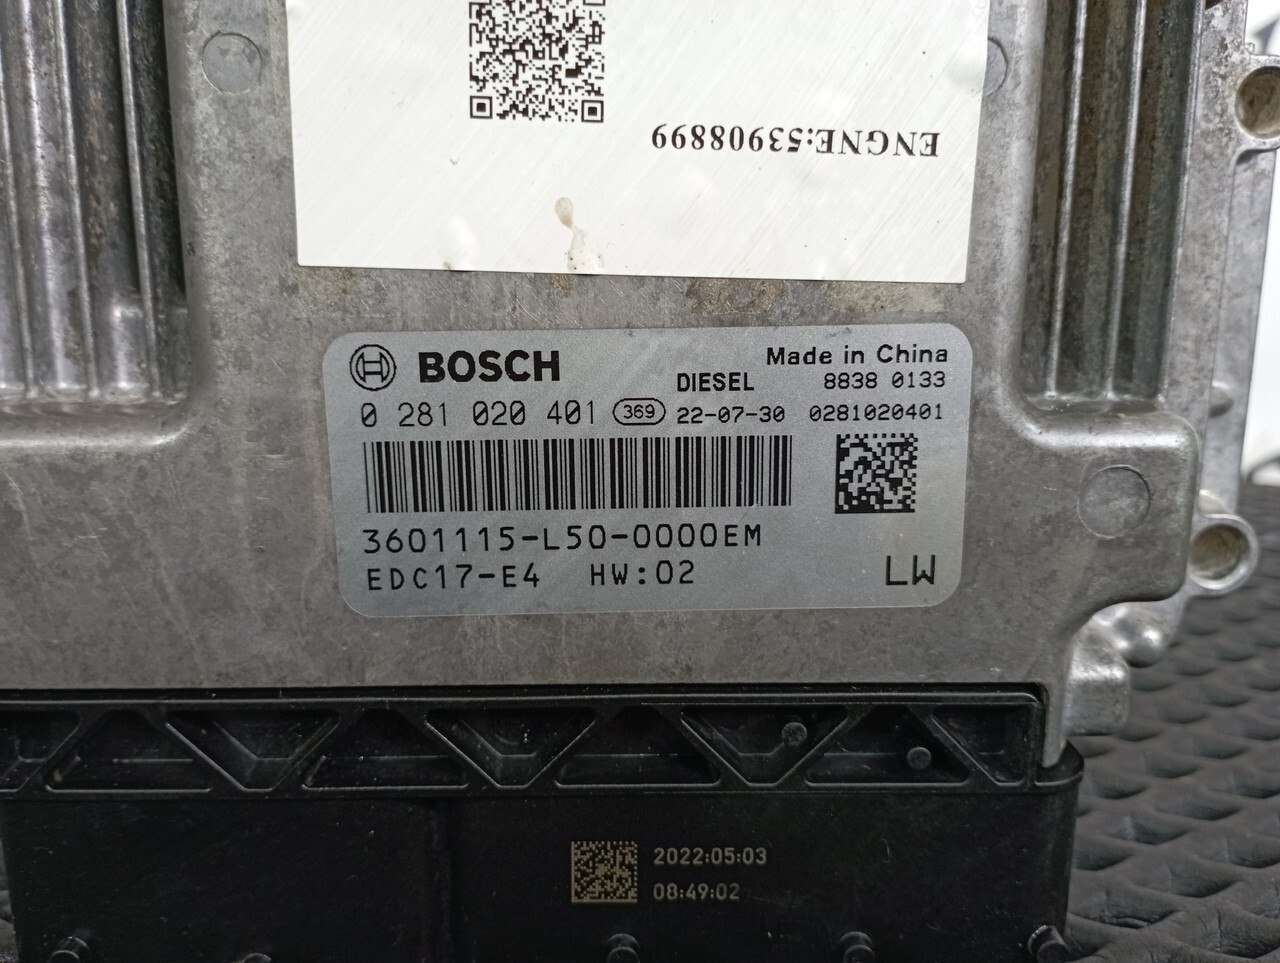 ENGNE:53908899
BOSCH
Made in China
DIESEL
8838 0133
0 281 020 401 369 22-07-30 0281020401
3601115-L50-0000EM
EDC17-E4 HW:02
LW
2022:05:03
08:49:02